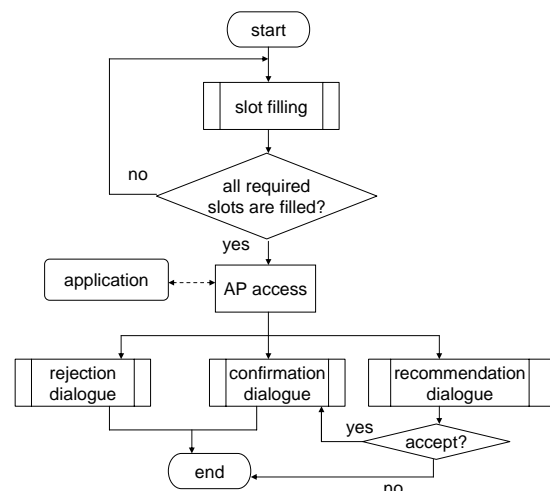 start
slot filling
no
all required
slots are filled?
yes
application
AP access
rejection
dialogue
confirmation
dialogue
recommendation
dialogue
yes
accept?
end
no